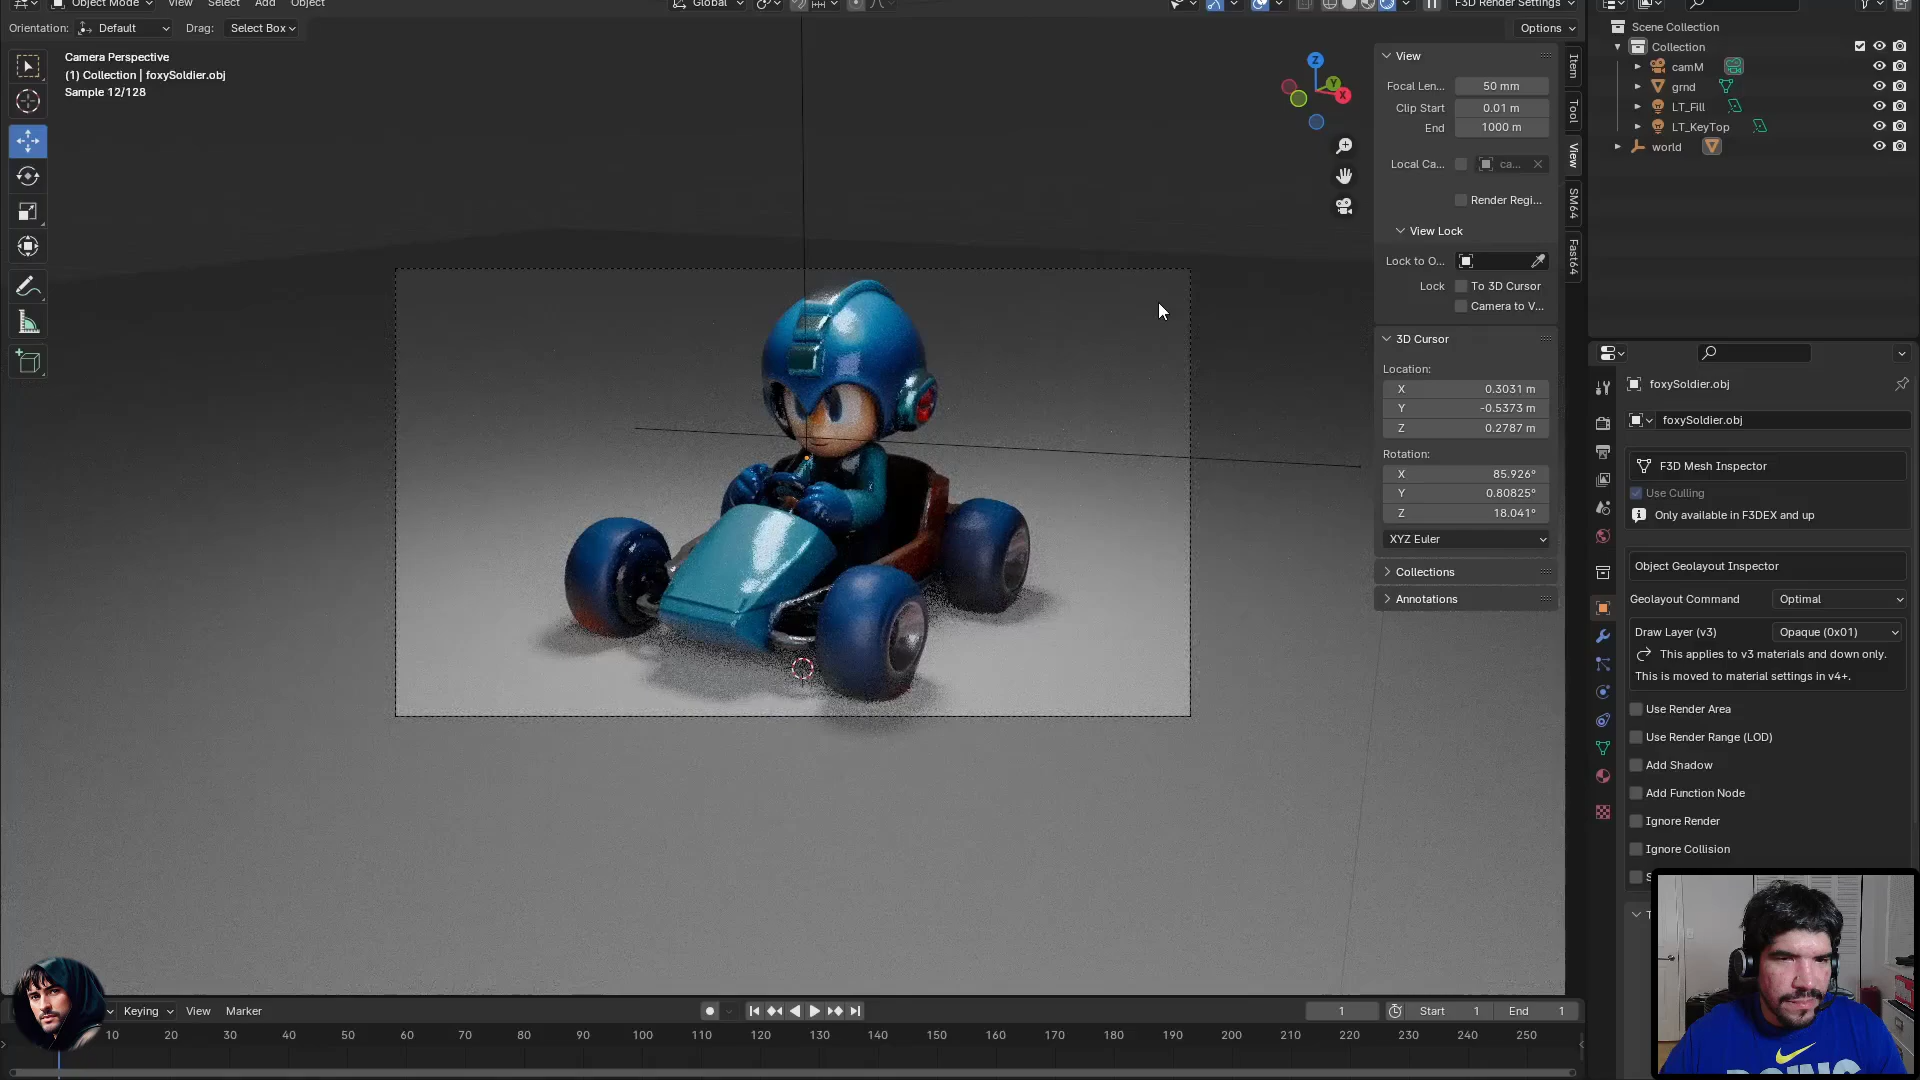 Object Mode
View
Select
Add
Object
Global
F3D Render Settings
Orientation:
Default
Drag:
Select Box
Options
Camera Perspective
(1) Collection | foxySoldier.obj
Sample 12/128
Z
Y
X
View
Focal Len...
50 mm
Clip Start
0.01 m
End
1000 m
Local Ca...
ca...
Render Regi...
View Lock
Lock to O...
Lock
To 3D Cursor
Camera to V...
3D Cursor
Location:
X
0.3031 m
Y
-0.5373 m
Z
0.2787 m
Rotation:
X
85.926°
Y
0.80825°
Z
18.041°
XYZ Euler
Collections
Annotations
Item
Tool
View
SM64
Fast64
Scene Collection
Collection
camM
grnd
LT_Fill
LT_KeyTop
world
foxySoldier.obj
foxySoldier.obj
F3D Mesh Inspector
Use Culling
Only available in F3DEX and up
Object Geolayout Inspector
Geolayout Command
Optimal
Draw Layer (v3)
Opaque (0x01)
This applies to v3 materials and down only.
This is moved to material settings in v4+.
Use Render Area
Use Render Range (LOD)
Add Shadow
Add Function Node
Ignore Render
Ignore Collision
Keying
View
Marker
1
Start
1
End
1
10
20
30
40
50
60
70
80
90
100
110
120
130
140
150
160
170
180
190
200
210
220
230
240
250